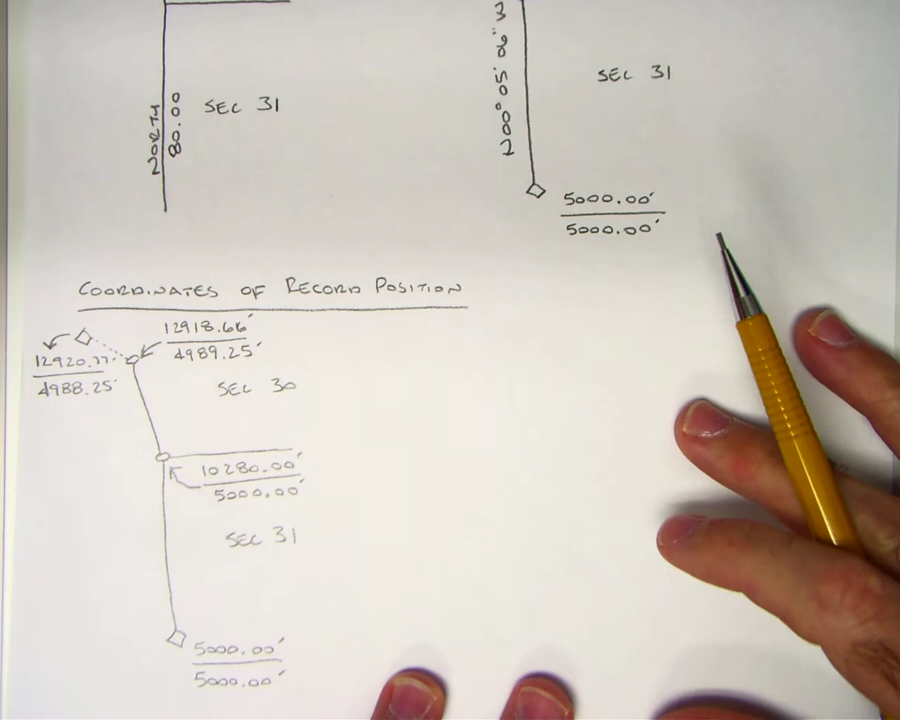 NORTH
80.00
SEC 31
N00°05'06"W
SEC 31
5000.00'
5000.00'
COORDINATES OF RECORD POSITION
12918.66'
4989.25'
12920.77'
4988.25'
SEC 30
10280.00'
5000.00'
SEC 31
5000.00'
5000.00'